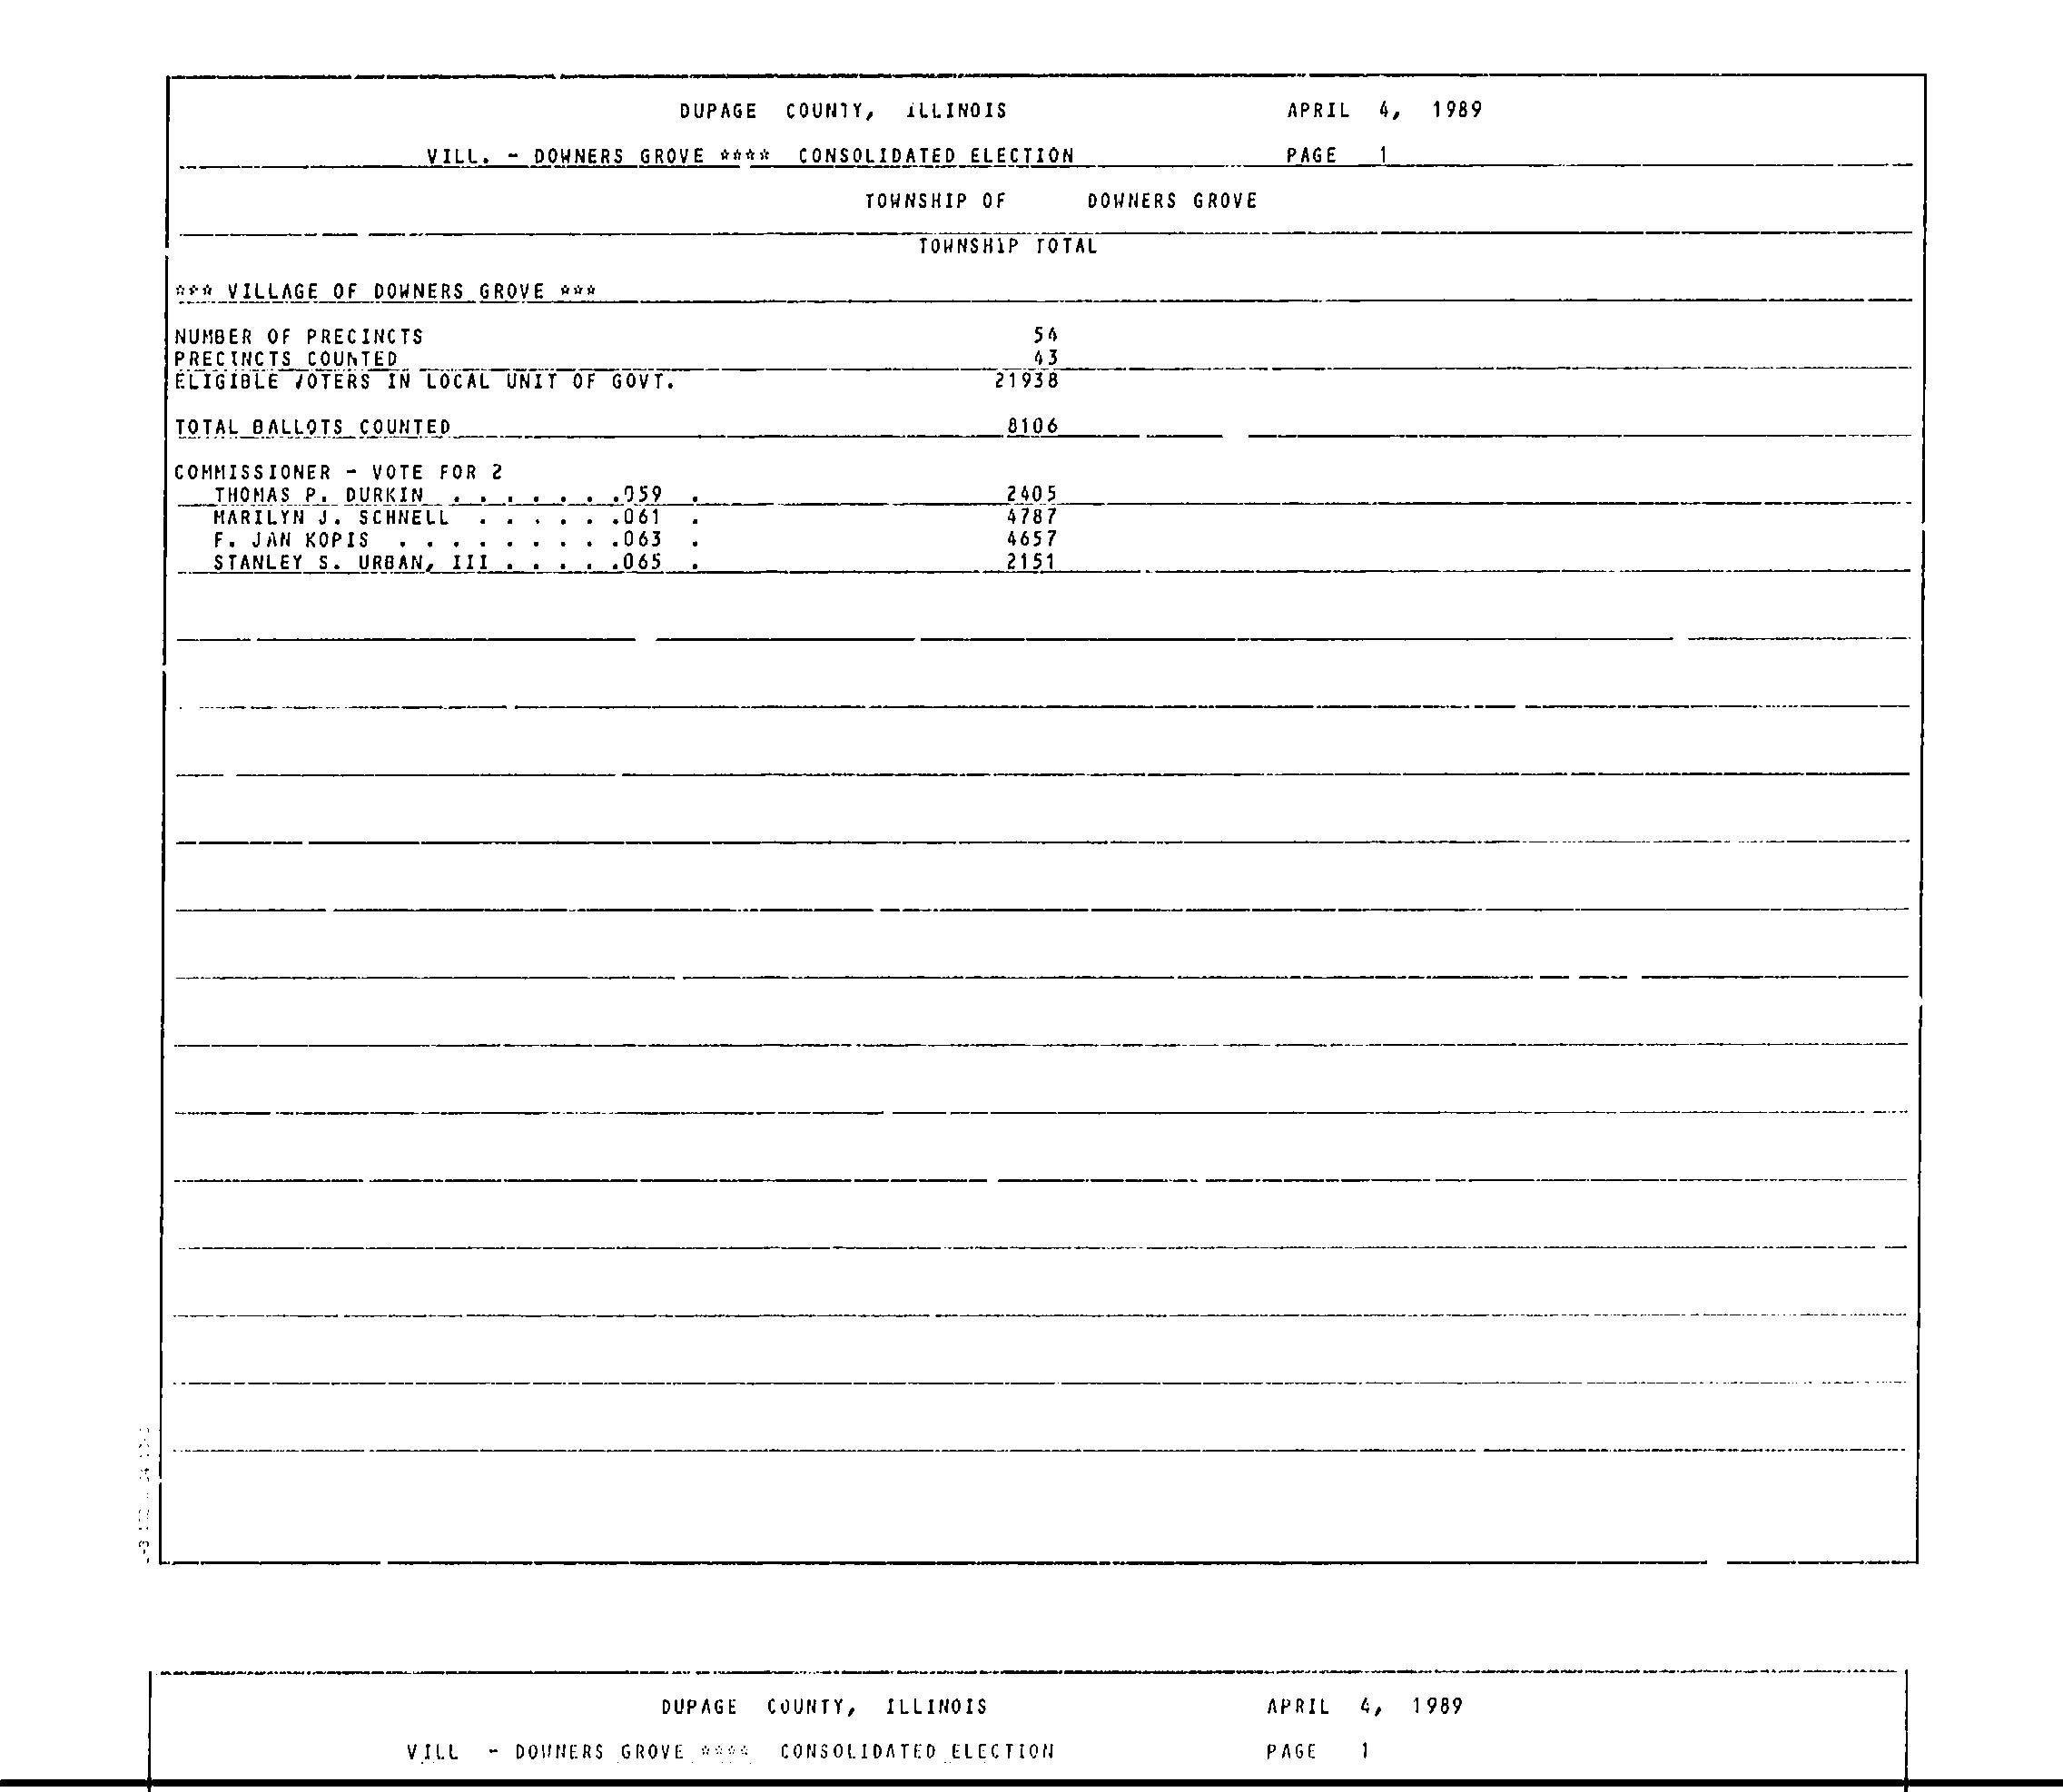 DUPAGE COUNTY, ILLINOIS APRIL 4, 1989
VILL. - DOWNERS GROVE **** CONSOLIDATED ELECTION PAGE 1
TOWNSHIP OF DOWNERS GROVE
TOWNSHIP TOTAL
*** VILLAGE OF DOWNERS GROVE ***
NUMBER OF PRECINCTS 54
PRECINCTS COUNTED 43
ELIGIBLE VOTERS IN LOCAL UNIT OF GOVT. 21938
TOTAL BALLOTS COUNTED 8106
COMMISSIONER - VOTE FOR 2
THOMAS P. DURKIN . . . . . . .059 . 2405
MARILYN J. SCHNELL . . . . . .061 . 4787
F. JAN KOPIS . . . . . . . . .063 . 4657
STANLEY S. URBAN, III . . . . .065 . 2151
DUPAGE COUNTY, ILLINOIS APRIL 4, 1989
VILL - DOWNERS GROVE **** CONSOLIDATED ELECTION PAGE 1